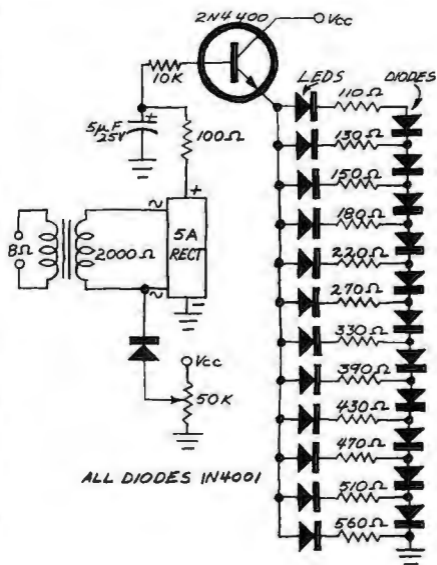 2N4400
Vcc
10K
LEDS
DIODES
110Ω
5µF
25V
+
100Ω
130Ω
150Ω
180Ω
+
8Ω
2000Ω
~
5A
RECT
~
220Ω
270Ω
330Ω
Vcc
390Ω
50K
430Ω
470Ω
ALL DIODES IN4001
510Ω
560Ω